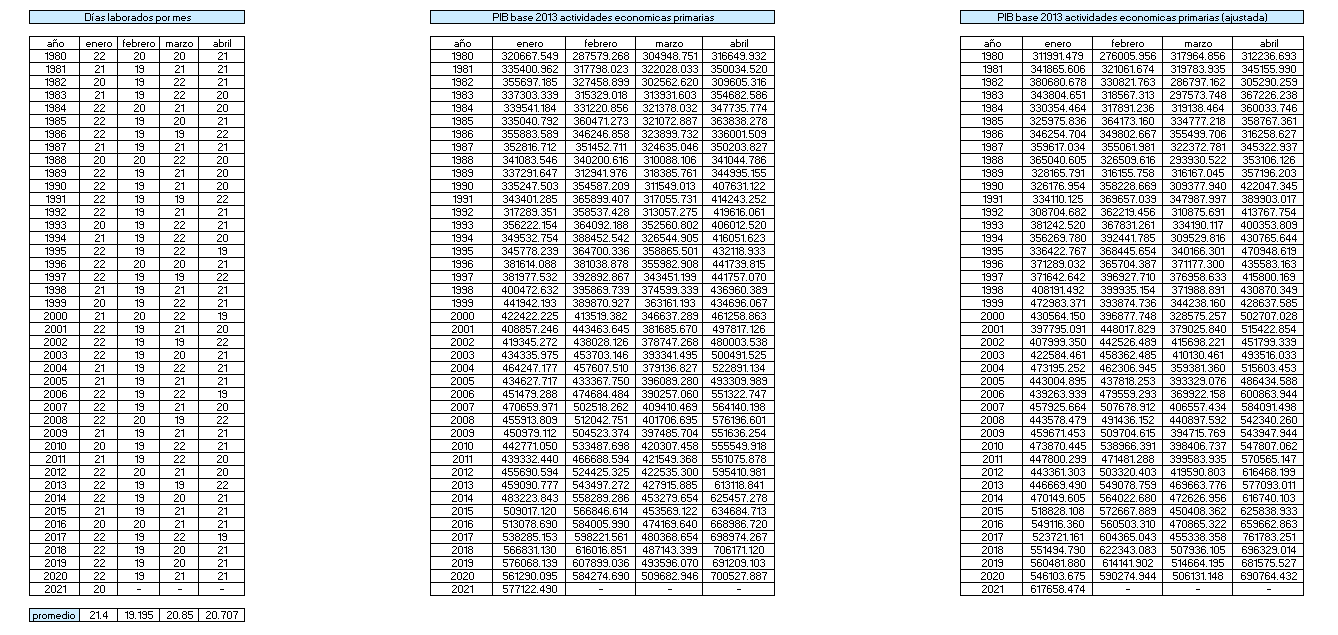 Días laborados por mes
año enero febrero marzo abril
1980 22 20 20 21
1981 21 19 21 21
1982 20 19 22 21
1983 21 19 22 20
1984 22 20 21 20
1985 22 19 20 21
1986 22 19 19 22
1987 21 19 21 21
1988 20 20 22 20
1989 22 19 21 20
1990 22 19 21 20
1991 22 19 19 22
1992 22 19 21 21
1993 20 19 22 21
1994 21 19 22 20
1995 22 19 22 19
1996 22 20 20 21
1997 22 19 19 22
1998 21 19 21 21
1999 20 19 22 21
2000 21 20 22 19
2001 22 19 21 20
2002 22 19 19 22
2003 22 19 20 21
2004 21 19 22 21
2005 21 19 21 21
2006 22 19 22 19
2007 22 19 21 20
2008 22 20 19 22
2009 21 19 21 21
2010 20 19 22 21
2011 21 19 22 20
2012 22 20 21 20
2013 22 19 19 22
2014 22 19 20 21
2015 21 19 21 21
2016 20 20 21 21
2017 22 19 22 19
2018 22 19 20 21
2019 22 19 20 21
2020 22 19 21 21
2021 20 - - -
promedio 21.4 19.195 20.85 20.707
PIB base 2013 actividades economicas primarias
año enero febrero marzo abril
1980 320667.549 287579.268 304948.751 316649.932
1981 335400.962 317798.023 322028.033 350034.520
1982 355697.185 327458.899 302562.620 309605.316
1983 337303.339 315329.018 313931.603 354682.586
1984 339541.184 331220.856 321378.032 347735.774
1985 335040.792 360471.273 321072.887 363838.278
1986 355883.589 346246.858 323899.732 336001.509
1987 352816.712 351452.711 324635.046 350203.827
1988 341083.546 340200.616 310088.106 341044.786
1989 337291.647 312941.976 318385.761 344995.155
1990 335247.503 354587.209 311549.013 407631.122
1991 343401.285 365899.407 317055.731 414243.252
1992 317289.351 358537.428 313057.275 419616.061
1993 356222.154 364092.188 352560.802 406012.520
1994 349532.754 388452.542 326544.905 416051.623
1995 345778.239 364700.336 358865.501 432118.933
1996 381614.088 381038.878 355982.908 441739.815
1997 381977.532 392892.867 343451.199 441757.070
1998 400472.632 395869.739 374599.339 436960.389
1999 441942.193 389870.927 363161.193 434696.067
2000 422422.225 413519.382 346637.289 461258.863
2001 408857.246 443463.645 381685.670 497817.126
2002 419345.272 438028.126 378747.268 480003.538
2003 434335.975 453703.146 393341.495 500491.525
2004 464247.177 457607.510 379136.827 522891.134
2005 434627.717 433367.750 396089.280 493309.989
2006 451479.288 474684.484 390257.060 551322.747
2007 470659.971 502518.262 409410.469 564140.198
2008 455913.809 512042.751 401706.695 576196.601
2009 450979.112 504523.374 397485.704 551636.254
2010 442771.050 533487.698 420307.458 555549.918
2011 439332.440 466688.594 421549.368 551075.878
2012 455690.594 524425.325 422535.300 595410.981
2013 459090.777 543497.272 427915.885 613118.841
2014 483223.843 558289.286 453279.654 625457.278
2015 509017.120 566846.614 453569.122 634684.713
2016 513078.690 584005.990 474169.640 668986.720
2017 538285.153 598221.561 480368.654 698974.267
2018 566831.130 616016.851 487143.399 706171.120
2019 576068.139 607899.036 493596.070 691209.103
2020 561290.095 584274.690 509682.946 700527.887
2021 577122.490 - - -
PIB base 2013 actividades economicas primarias (ajustada)
año enero febrero marzo abril
1980 311991.479 276005.956 317964.856 312236.693
1981 341865.606 321061.674 319783.935 345155.990
1982 380680.678 330821.763 286797.162 305290.259
1983 343804.651 318567.313 297573.748 367226.238
1984 330354.464 317891.236 319138.464 360033.746
1985 325975.836 364173.160 334777.218 358767.361
1986 346254.704 349802.667 355499.706 316258.627
1987 359617.034 355061.981 322372.781 345322.937
1988 365040.605 326509.616 293930.522 353106.126
1989 328165.791 316155.758 316167.045 357196.203
1990 326176.954 358228.669 309377.940 422047.345
1991 334110.125 369657.039 347987.997 389903.017
1992 308704.682 362219.456 310875.691 413767.754
1993 381242.520 367831.261 334190.117 400353.809
1994 356269.780 392441.785 309529.816 430765.644
1995 336422.767 368445.654 340166.301 470948.619
1996 371289.032 365704.387 371177.300 435583.163
1997 371642.642 396927.710 376958.633 415800.169
1998 408191.492 399935.154 371988.891 430870.349
1999 472983.371 393874.736 344238.160 428637.585
2000 430564.150 396877.748 328575.257 502707.028
2001 397795.091 448017.829 379025.840 515422.854
2002 407999.350 442526.489 415698.221 451799.339
2003 422584.461 458362.485 410130.461 493516.033
2004 473195.252 462306.945 359381.360 515603.453
2005 443004.895 437818.253 393329.076 486434.588
2006 439263.939 479559.293 369922.158 600863.944
2007 457925.664 507678.912 406557.434 584091.498
2008 443578.479 491436.152 440897.592 542340.260
2009 459671.453 509704.615 394715.769 543947.944
2010 473870.445 538966.391 398406.737 547807.062
2011 447800.299 471481.288 399583.935 570565.147
2012 443361.303 503320.403 419590.803 616468.199
2013 446669.490 549078.759 469663.776 577093.011
2014 470149.605 564022.680 472626.956 616740.103
2015 518828.108 572667.889 450408.362 625838.933
2016 549116.360 560503.310 470865.322 659662.863
2017 523721.161 604365.043 455338.358 761783.251
2018 551494.790 622343.083 507936.105 696329.014
2019 560481.880 614141.902 514664.195 681575.527
2020 546103.675 590274.944 506131.148 690764.432
2021 617658.474 - - -